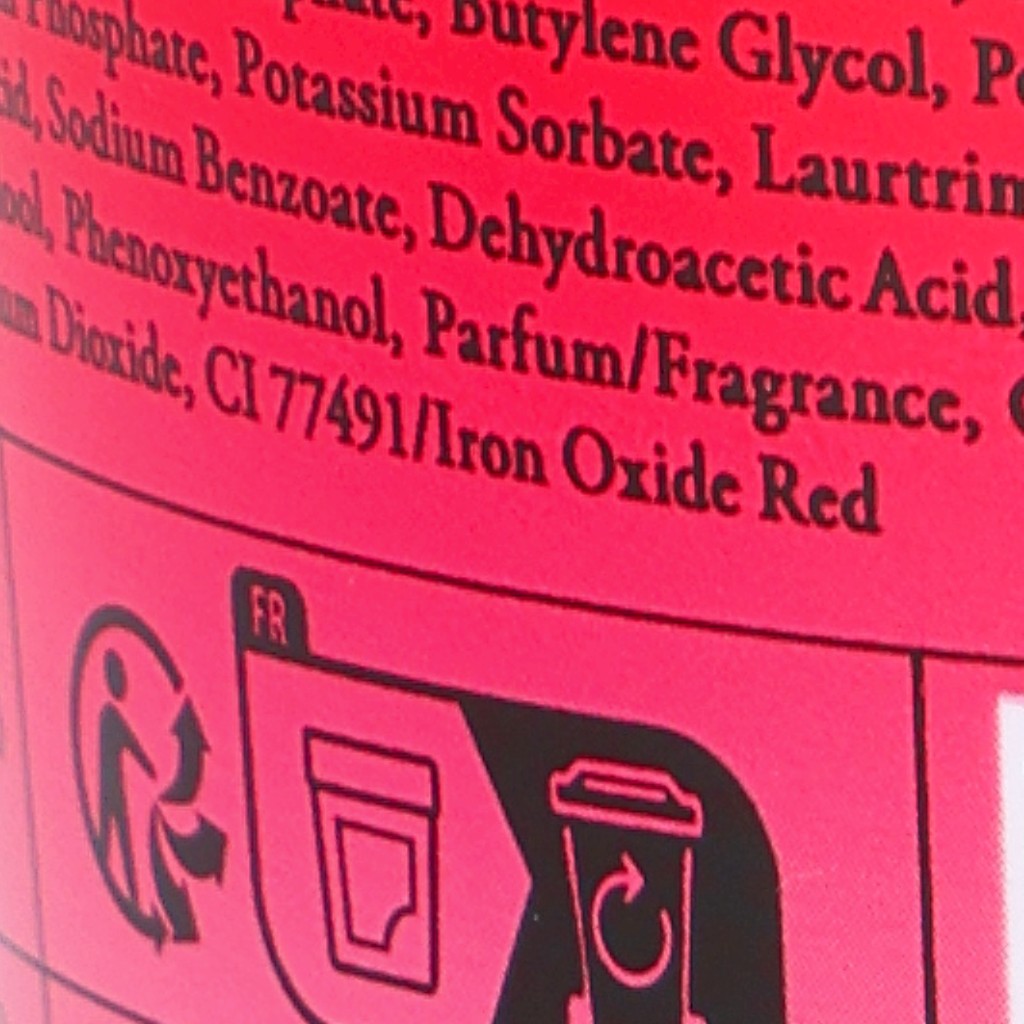 Butylene Glycol,
Phosphate, Potassium Sorbate, Laurtrim
Sodium Benzoate, Dehydroacetic Acid,
Phenoxyethanol, Parfum/Fragrance,
Dioxide, CI 77491/Iron Oxide Red
FR